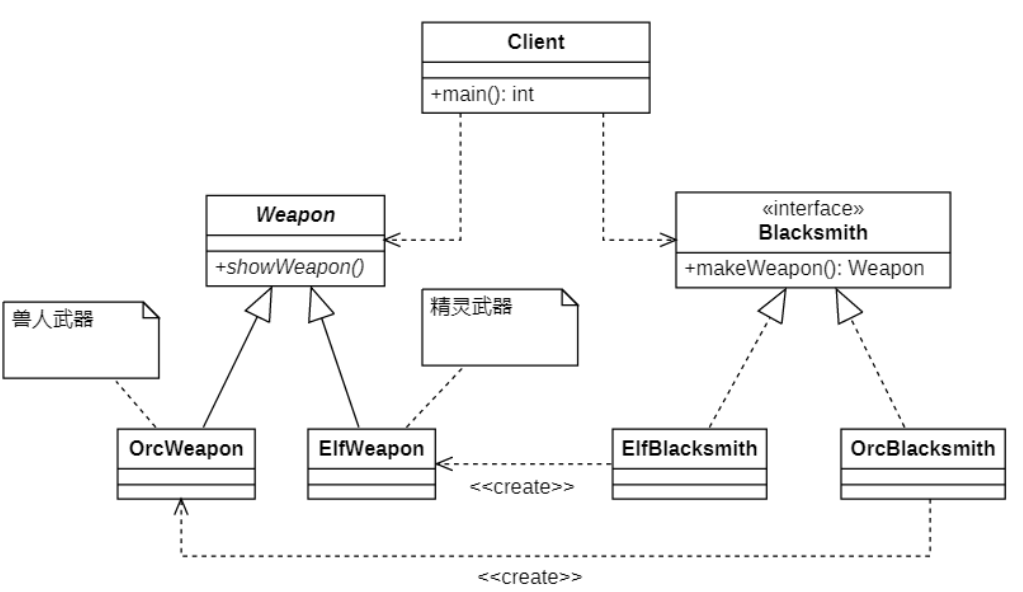 Client
+main(): int
Weapon
+showWeapon()
«interface»
Blacksmith
+makeWeapon(): Weapon
兽人武器
精灵武器
OrcWeapon
ElfWeapon
ElfBlacksmith
OrcBlacksmith
<<create>>
<<create>>